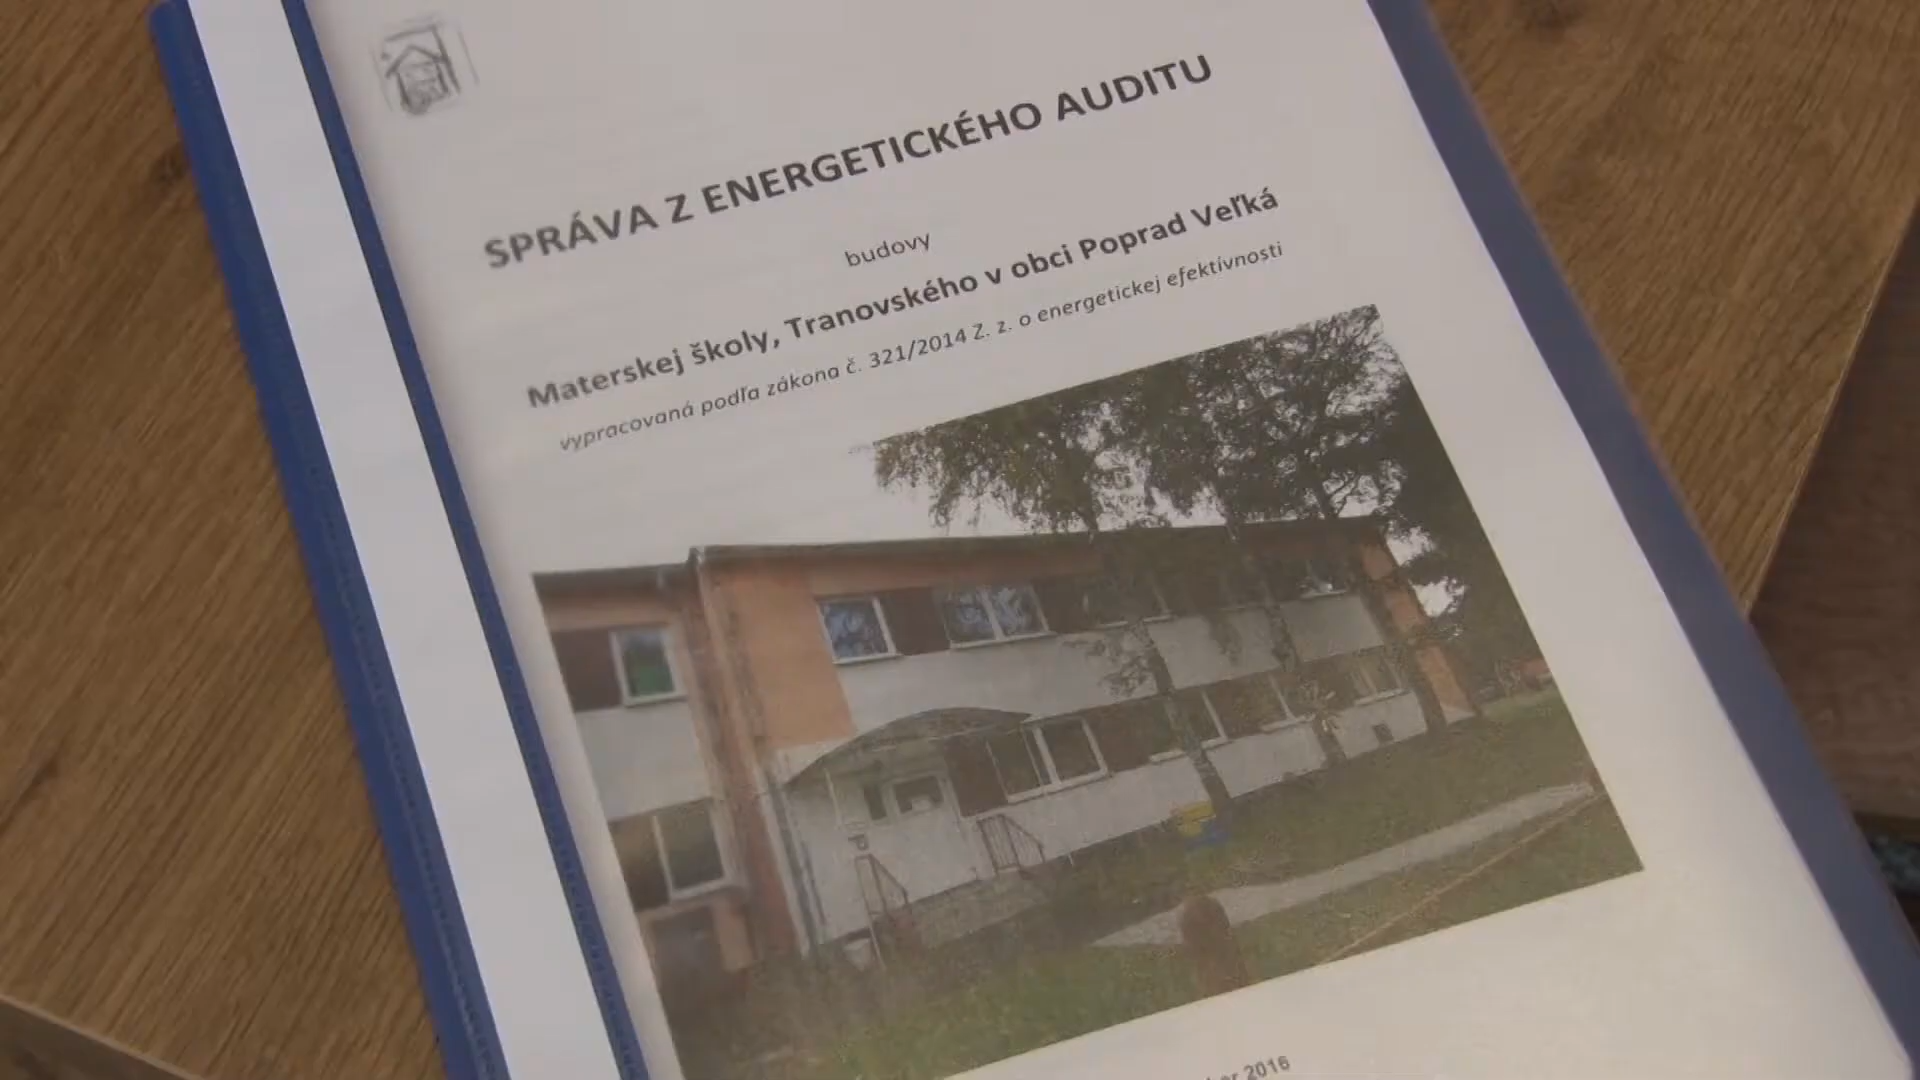 SPRÁVA Z ENERGETICKÉHO AUDITU
budovy
Materskej školy, Tranovského v obci Poprad Veľká
vypracovaná podľa zákona č. 321/2014 Z. z. o energetickej efektívnosti
2016